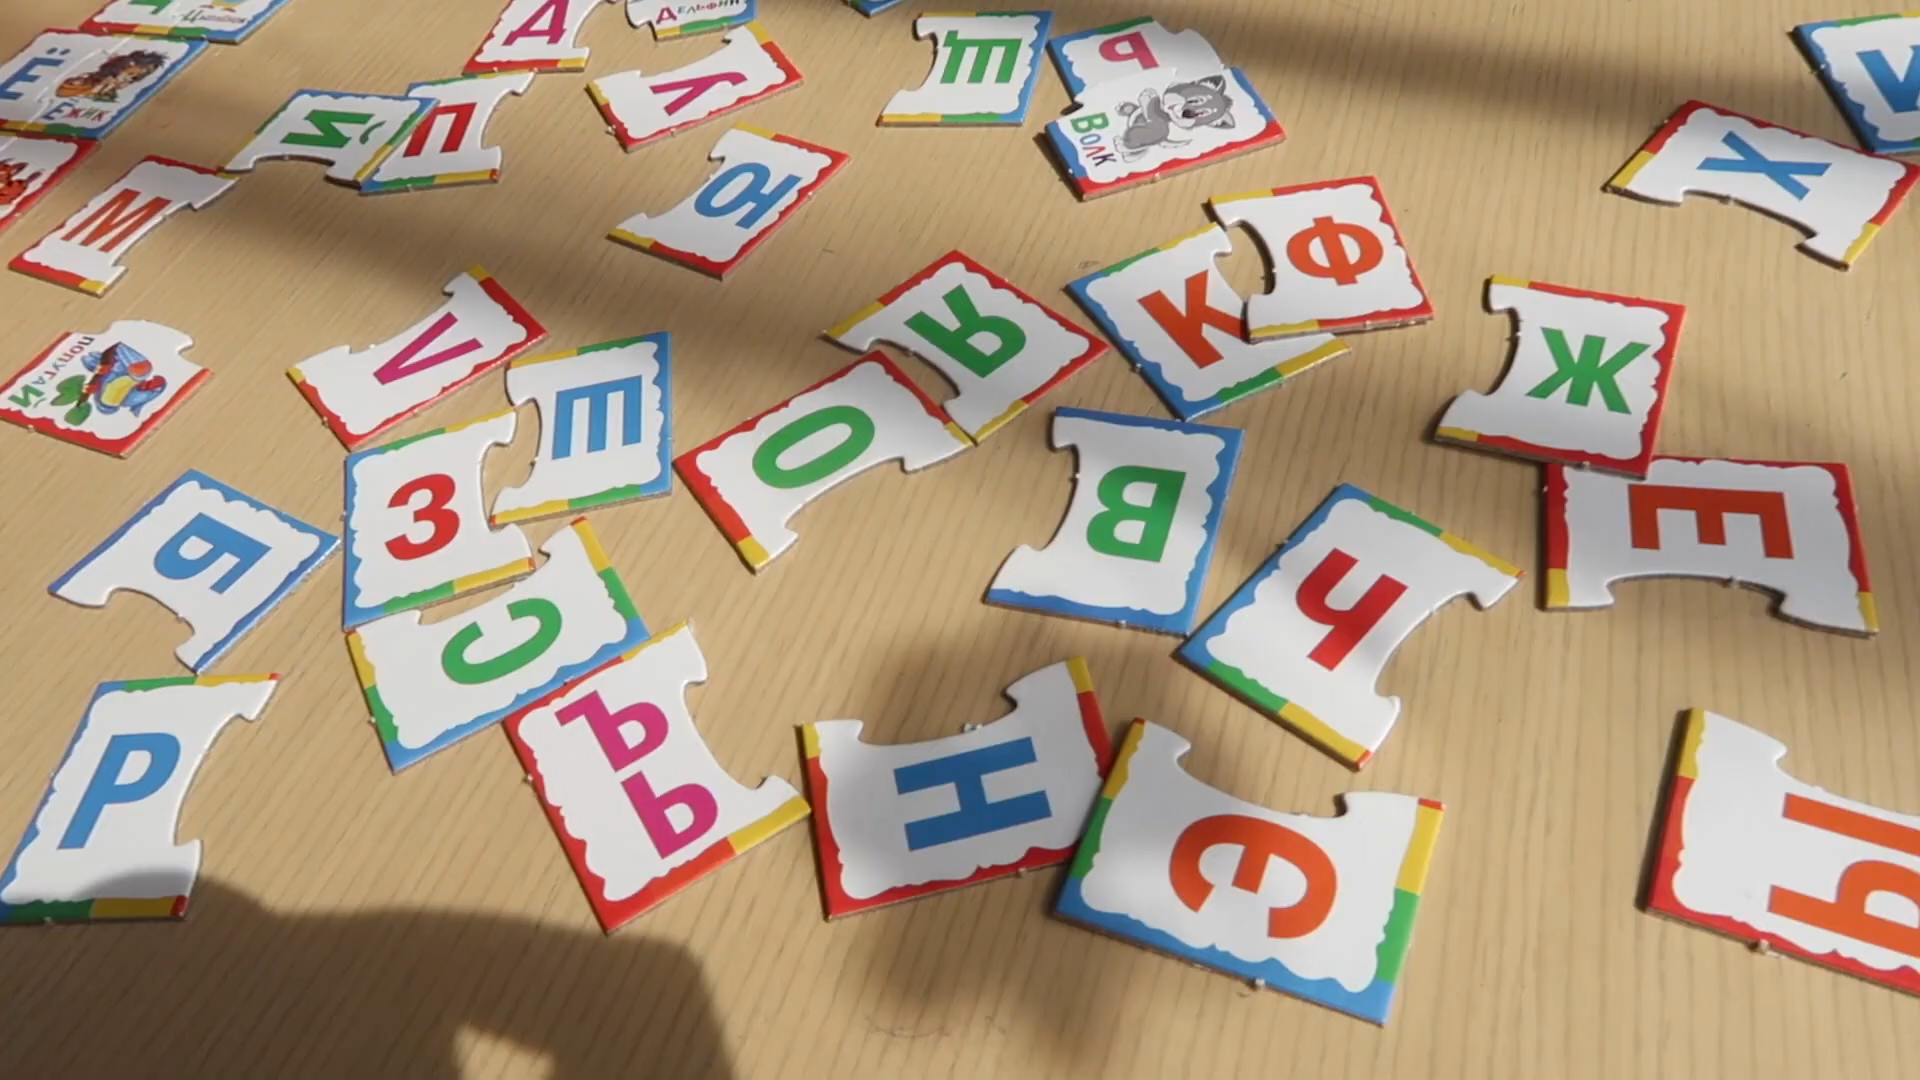 Дельфин
Д
Ё
Ёжик
У
Щ
Р
Волк
Й
П
М
Ю
Х
попугай
Л
Ш
О
Я
К
Ф
Ж
З
В
Е
Б
С
Ч
Р
Ъ
Ь
Н
Э
Ы